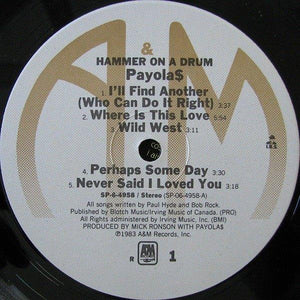 &
HAMMER ON A DRUM
Payola$
1. I'll Find Another
(Who Can Do It Right) 3:37
2. Where Is This Love 5:54
3. Wild West 4:11
4. Perhaps Some Day 3:30
5. Never Said I Loved You 3:18
SP-6-4958 / Stereo (SP-06-4958-A)
All songs written by Paul Hyde and Bob Rock.
Published by Blotth Music/Irving Music of Canada. (PRO)
All rights administered by Irving Music, Inc. (BMI)
PRODUCED BY MICK RONSON WITH PAYOLA$
Ⓟ1983 A&M Records, Inc.
R A&M 1